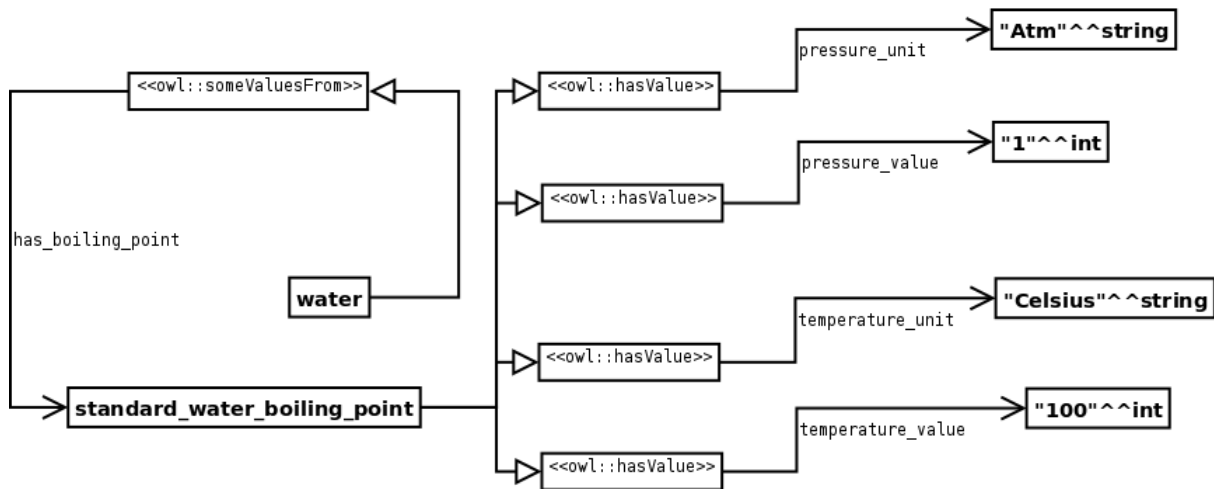 "Atm"^^string
pressure_unit
<<owl::someValuesFrom>>
<<owl::hasValue>>
"1"^^int
pressure_value
<<owl::hasValue>>
has_boiling_point
water
"Celsius"^^string
temperature_unit
<<owl::hasValue>>
standard_water_boiling_point
"100"^^int
temperature_value
<<owl::hasValue>>